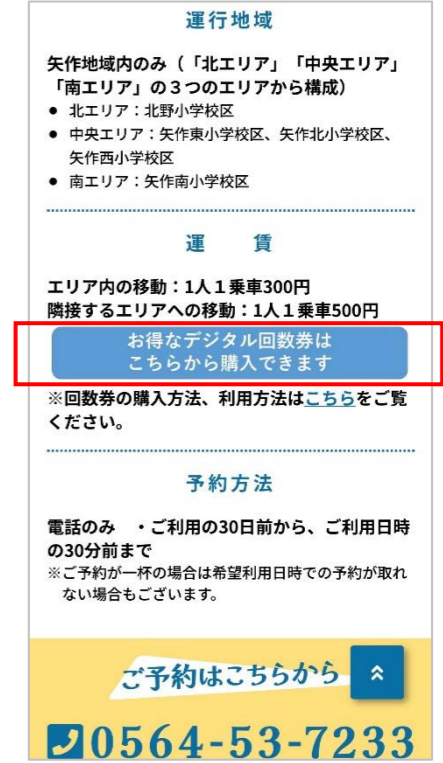 運行地域
矢作地域内のみ（「北エリア」「中央エリア」
「南エリア」の３つのエリアから構成）
● 北エリア：北野小学校区
● 中央エリア：矢作東小学校区、矢作北小学校区、
矢作西小学校区
● 南エリア：矢作南小学校区
運　賃
エリア内の移動：1人１乗車300円
隣接するエリアへの移動：1人１乗車500円
お得なデジタル回数券は
こちらから購入できます
※回数券の購入方法、利用方法はこちらをご覧
ください。
予約方法
電話のみ　・ご利用の30日前から、ご利用日時
の30分前まで
※ご予約が一杯の場合は希望利用日時での予約が取れ
ない場合もございます。
ご予約はこちらから
0564-53-7233